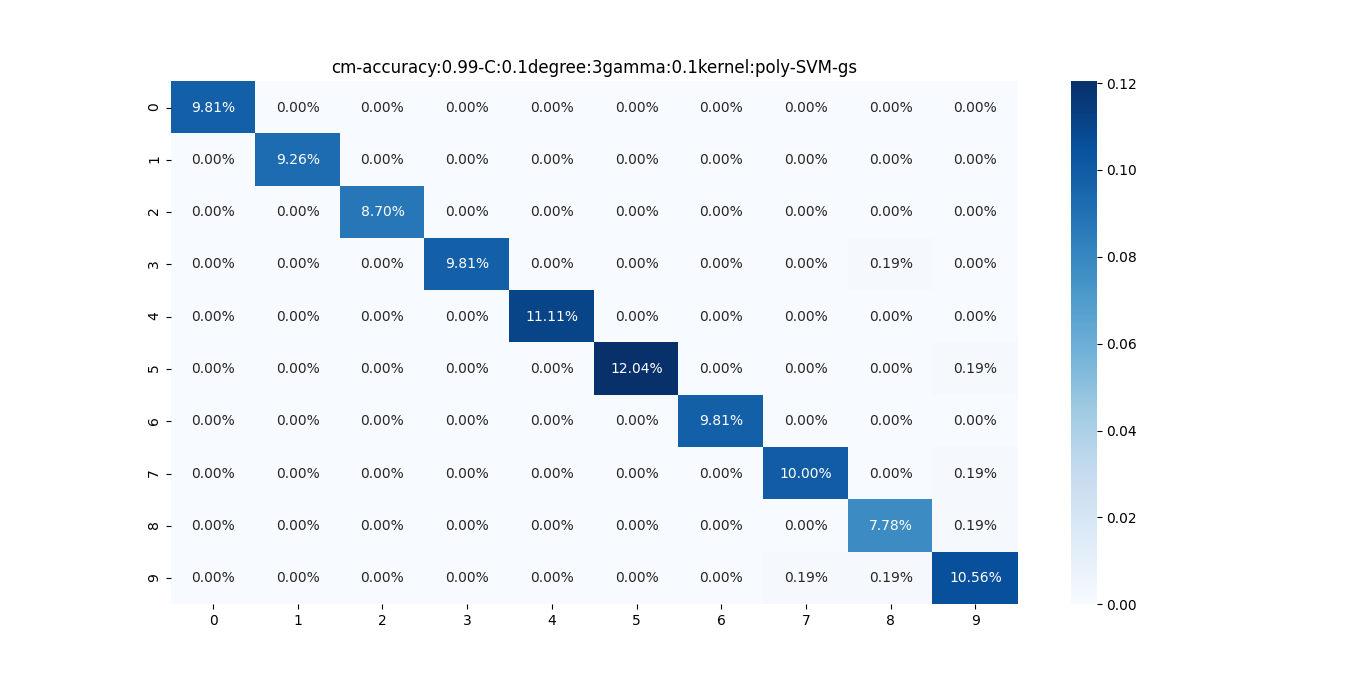 cm-accuracy:0.99-C:0.1degree:3gamma:0.1kernel:poly-SVM-gs
0 9.81% 0.00% 0.00% 0.00% 0.00% 0.00% 0.00% 0.00% 0.00% 0.00%
1 0.00% 9.26% 0.00% 0.00% 0.00% 0.00% 0.00% 0.00% 0.00% 0.00%
2 0.00% 0.00% 8.70% 0.00% 0.00% 0.00% 0.00% 0.00% 0.00% 0.00%
3 0.00% 0.00% 0.00% 9.81% 0.00% 0.00% 0.00% 0.00% 0.19% 0.00%
4 0.00% 0.00% 0.00% 0.00% 11.11% 0.00% 0.00% 0.00% 0.00% 0.00%
5 0.00% 0.00% 0.00% 0.00% 0.00% 12.04% 0.00% 0.00% 0.00% 0.19%
6 0.00% 0.00% 0.00% 0.00% 0.00% 0.00% 9.81% 0.00% 0.00% 0.00%
7 0.00% 0.00% 0.00% 0.00% 0.00% 0.00% 0.00% 10.00% 0.00% 0.19%
8 0.00% 0.00% 0.00% 0.00% 0.00% 0.00% 0.00% 0.00% 7.78% 0.19%
9 0.00% 0.00% 0.00% 0.00% 0.00% 0.00% 0.00% 0.19% 0.19% 10.56%
0 1 2 3 4 5 6 7 8 9
0.12
0.10
0.08
0.06
0.04
0.02
0.00